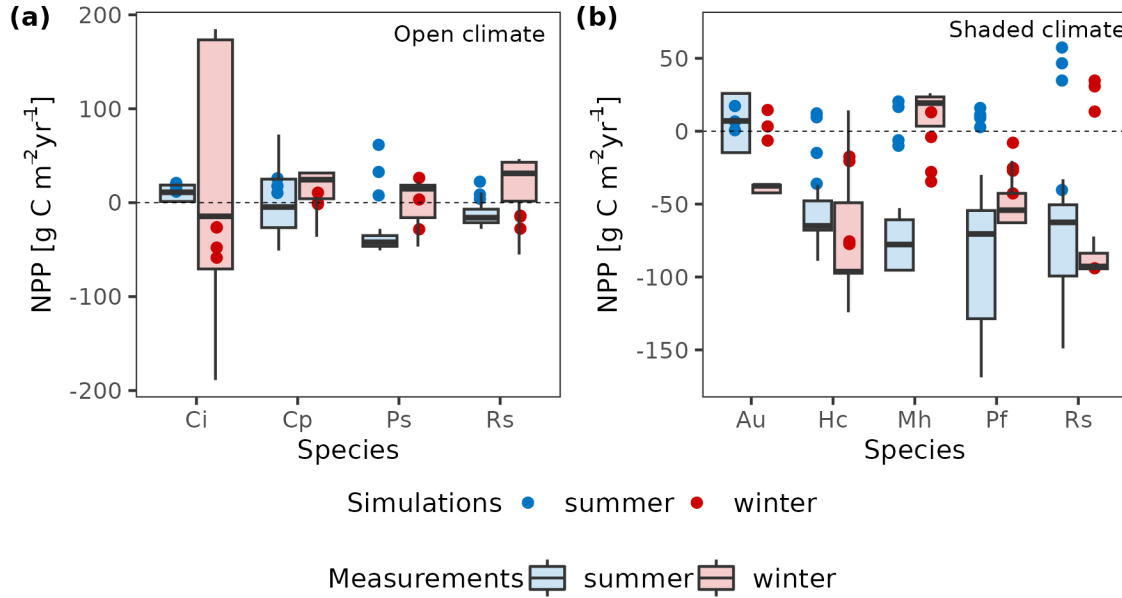 (a)
NPP [g C m⁻²yr⁻¹]
200
100
0
-100
-200
Open climate
Ci Cp Ps Rs
Species
(b)
NPP [g C m⁻²yr⁻¹]
50
0
-50
-100
-150
Shaded climate
Au Hc Mh Pf Rs
Species
Simulations summer winter
Measurements summer winter